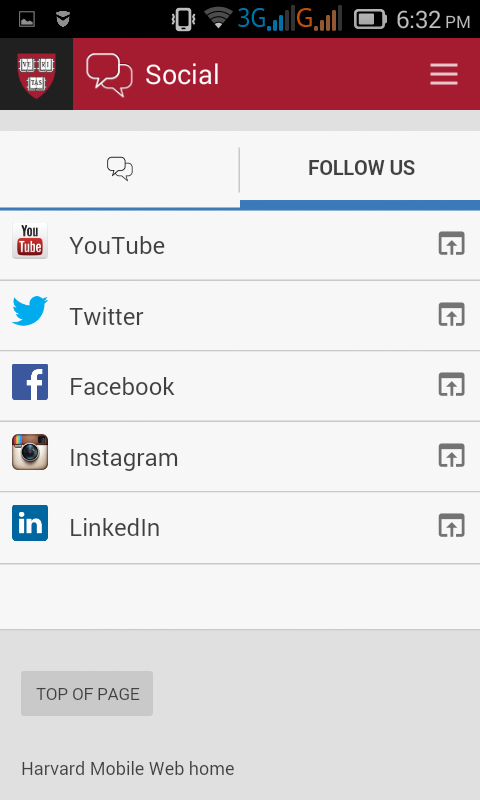 3G G 6:32 PM
VE RI TAS Social
FOLLOW US
You Tube YouTube
Twitter
f Facebook
Instagram
in LinkedIn
TOP OF PAGE
Harvard Mobile Web home